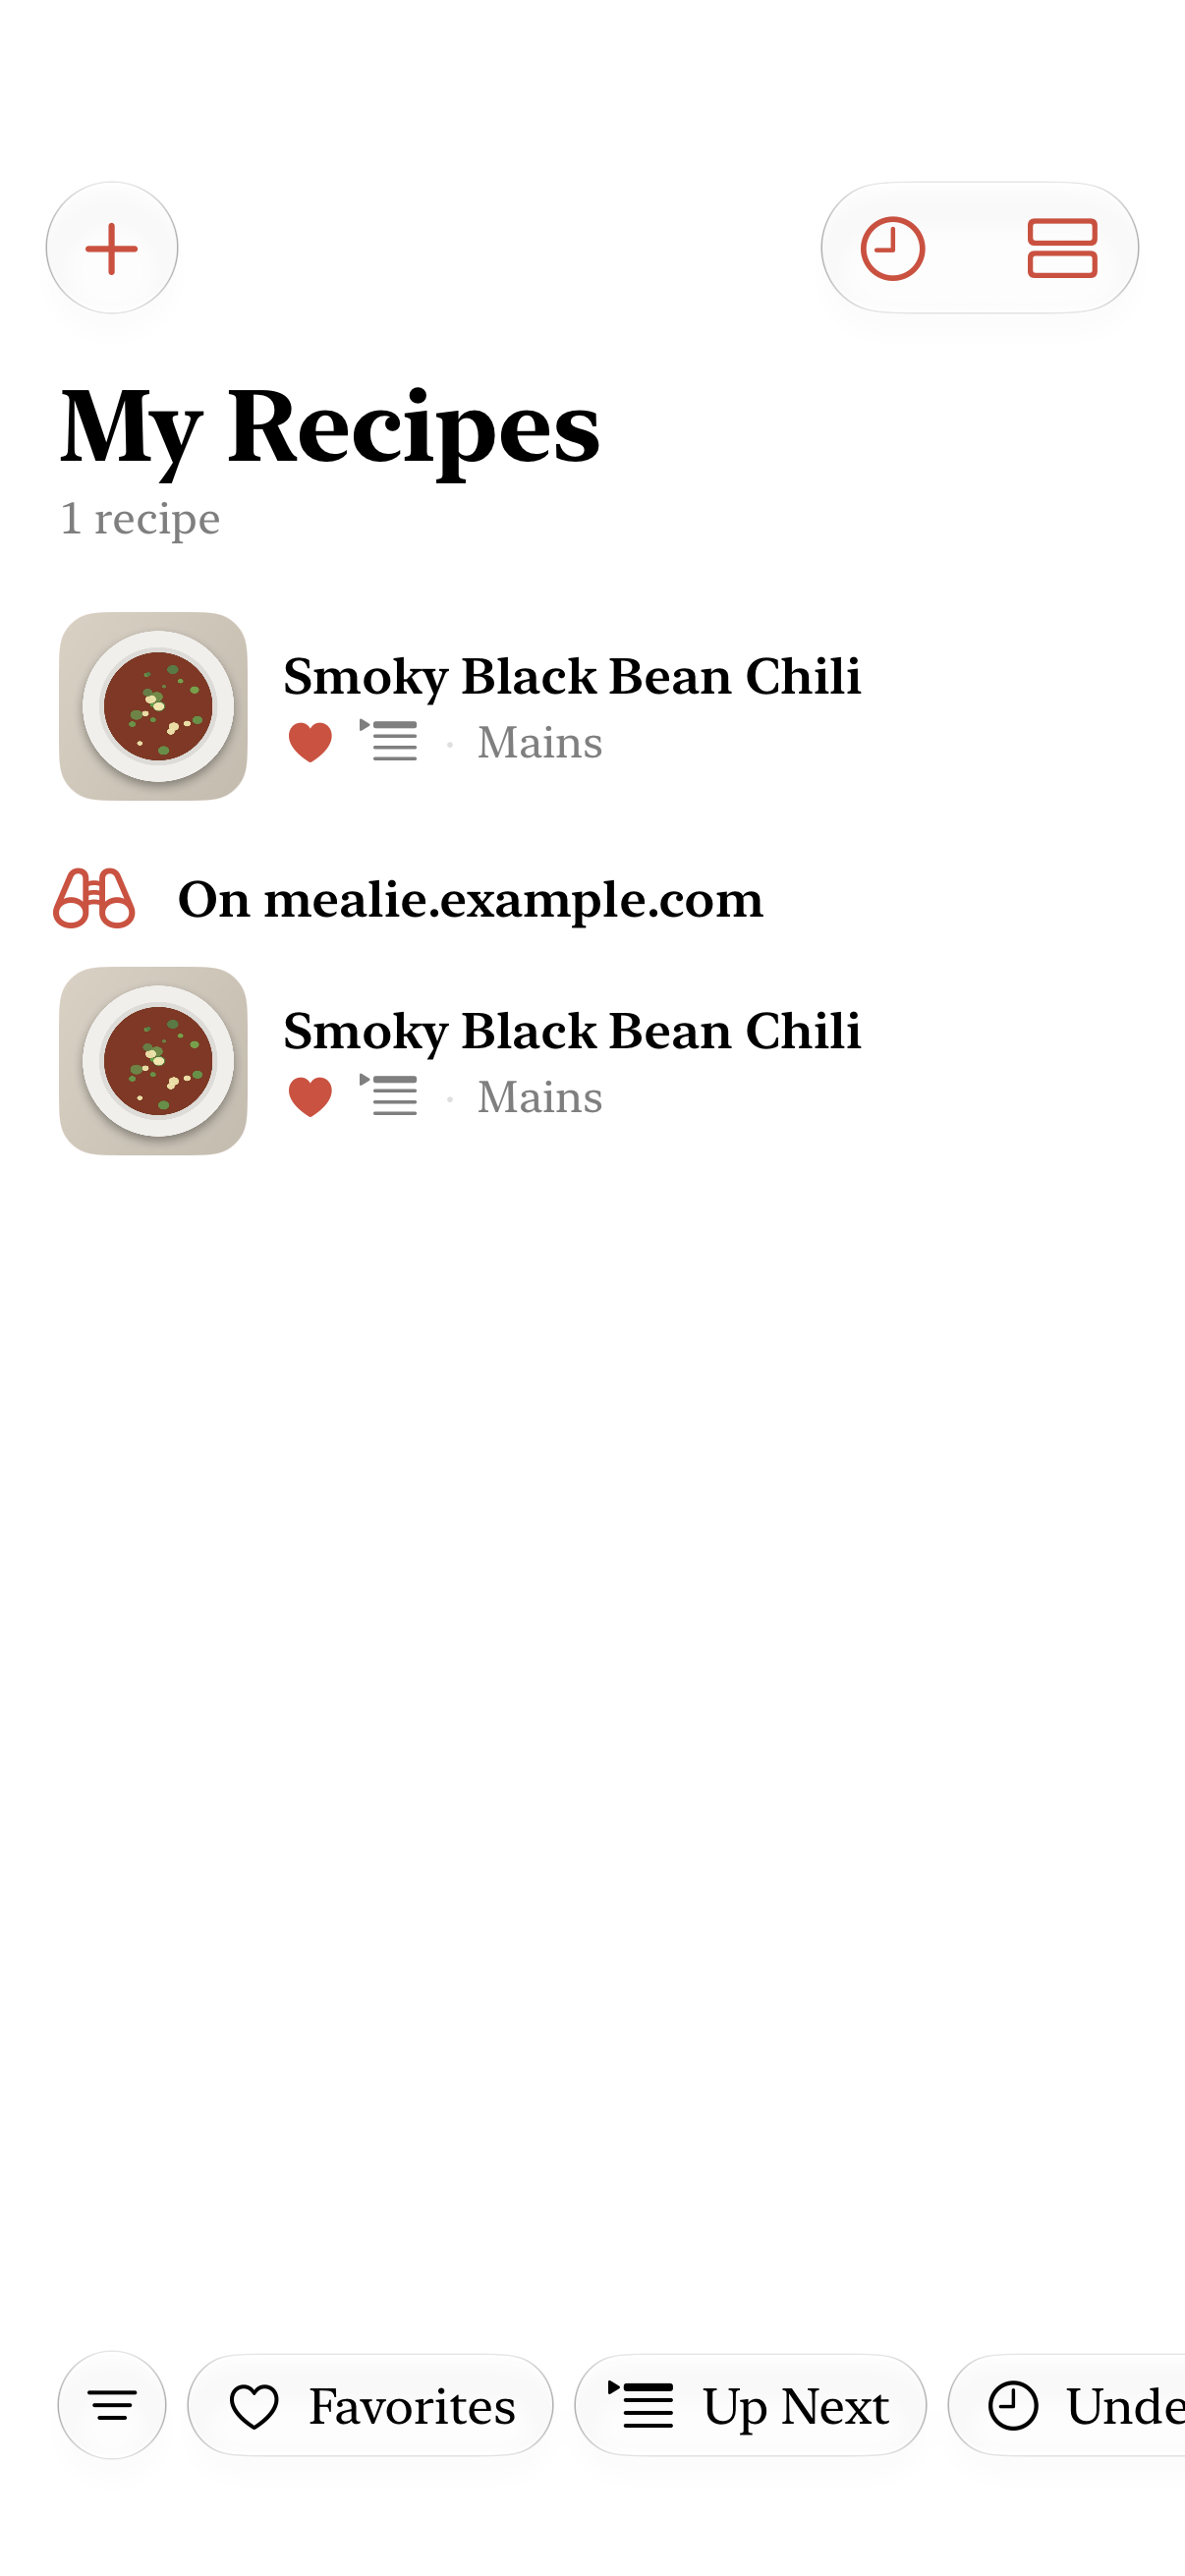 My Recipes
1 recipe
Smoky Black Bean Chili
· Mains
On mealie.example.com
Smoky Black Bean Chili
· Mains
Favorites
Up Next
Unde